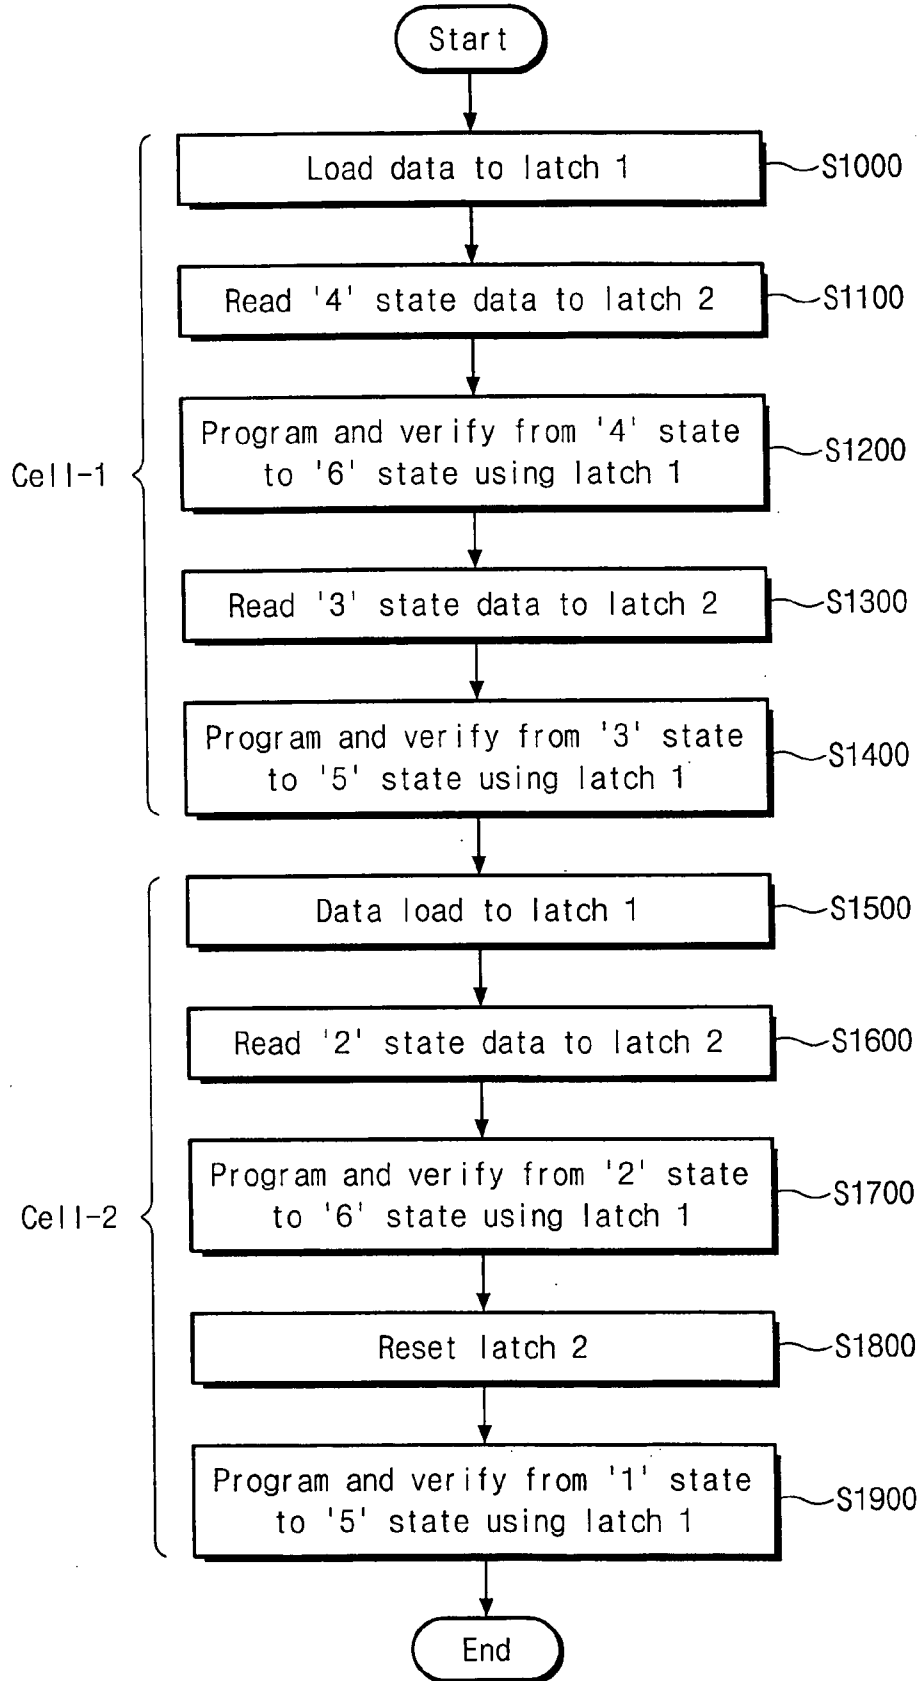 Start
Load data to latch 1
S1000
Read '4' state data to latch 2
S1100
Program and verify from '4' state
to '6' state using latch 1
S1200
Cell-1
Read '3' state data to latch 2
S1300
Program and verify from '3' state
to '5' state using latch 1
S1400
Data load to latch 1
S1500
Read '2' state data to latch 2
S1600
Program and verify from '2' state
to '6' state using latch 1
S1700
Cell-2
Reset latch 2
S1800
Program and verify from '1' state
to '5' state using latch 1
S1900
End